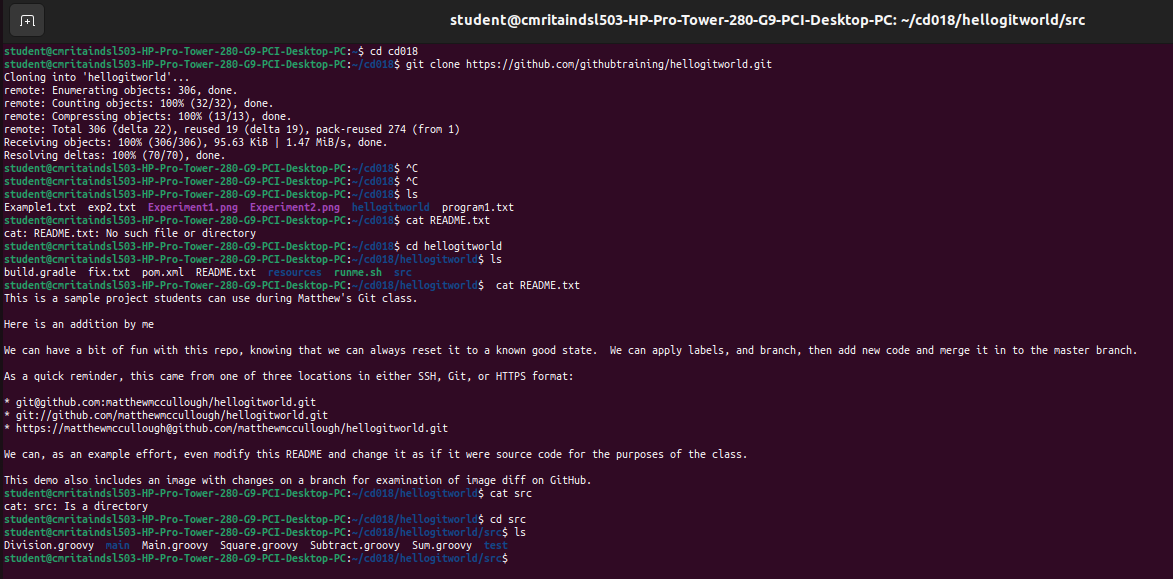 student@cmritaindsl503-HP-Pro-Tower-280-G9-PCI-Desktop-PC: ~/cd018/hellogitworld/src
student@cmritaindsl503-HP-Pro-Tower-280-G9-PCI-Desktop-PC:~$ cd cd018
student@cmritaindsl503-HP-Pro-Tower-280-G9-PCI-Desktop-PC:~/cd018$ git clone https://github.com/githubtraining/hellogitworld.git
Cloning into 'hellogitworld'...
remote: Enumerating objects: 306, done.
remote: Counting objects: 100% (32/32), done.
remote: Compressing objects: 100% (13/13), done.
remote: Total 306 (delta 22), reused 19 (delta 19), pack-reused 274 (from 1)
Receiving objects: 100% (306/306), 95.63 KiB | 1.47 MiB/s, done.
Resolving deltas: 100% (70/70), done.
student@cmritaindsl503-HP-Pro-Tower-280-G9-PCI-Desktop-PC:~/cd018$ ^C
student@cmritaindsl503-HP-Pro-Tower-280-G9-PCI-Desktop-PC:~/cd018$ ^C
student@cmritaindsl503-HP-Pro-Tower-280-G9-PCI-Desktop-PC:~/cd018$ ls
Example1.txt  exp2.txt  Experiment1.png  Experiment2.png  hellogitworld  program1.txt
student@cmritaindsl503-HP-Pro-Tower-280-G9-PCI-Desktop-PC:~/cd018$ cat README.txt
cat: README.txt: No such file or directory
student@cmritaindsl503-HP-Pro-Tower-280-G9-PCI-Desktop-PC:~/cd018$ cd hellogitworld
student@cmritaindsl503-HP-Pro-Tower-280-G9-PCI-Desktop-PC:~/cd018/hellogitworld$ ls
build.gradle  fix.txt  pom.xml  README.txt  resources  runme.sh  src
student@cmritaindsl503-HP-Pro-Tower-280-G9-PCI-Desktop-PC:~/cd018/hellogitworld$  cat README.txt
This is a sample project students can use during Matthew's Git class.
Here is an addition by me
We can have a bit of fun with this repo, knowing that we can always reset it to a known good state.  We can apply labels, and branch, then add new code and merge it in to the master branch.
As a quick reminder, this came from one of three locations in either SSH, Git, or HTTPS format:
* git@github.com:matthewmccullough/hellogitworld.git
* git://github.com/matthewmccullough/hellogitworld.git
* https://matthewmccullough@github.com/matthewmccullough/hellogitworld.git
We can, as an example effort, even modify this README and change it as if it were source code for the purposes of the class.
This demo also includes an image with changes on a branch for examination of image diff on GitHub.
student@cmritaindsl503-HP-Pro-Tower-280-G9-PCI-Desktop-PC:~/cd018/hellogitworld$ cat src
cat: src: Is a directory
student@cmritaindsl503-HP-Pro-Tower-280-G9-PCI-Desktop-PC:~/cd018/hellogitworld$ cd src
student@cmritaindsl503-HP-Pro-Tower-280-G9-PCI-Desktop-PC:~/cd018/hellogitworld/src$ ls
Division.groovy  main  Main.groovy  Square.groovy  Subtract.groovy  Sum.groovy  test
student@cmritaindsl503-HP-Pro-Tower-280-G9-PCI-Desktop-PC:~/cd018/hellogitworld/src$